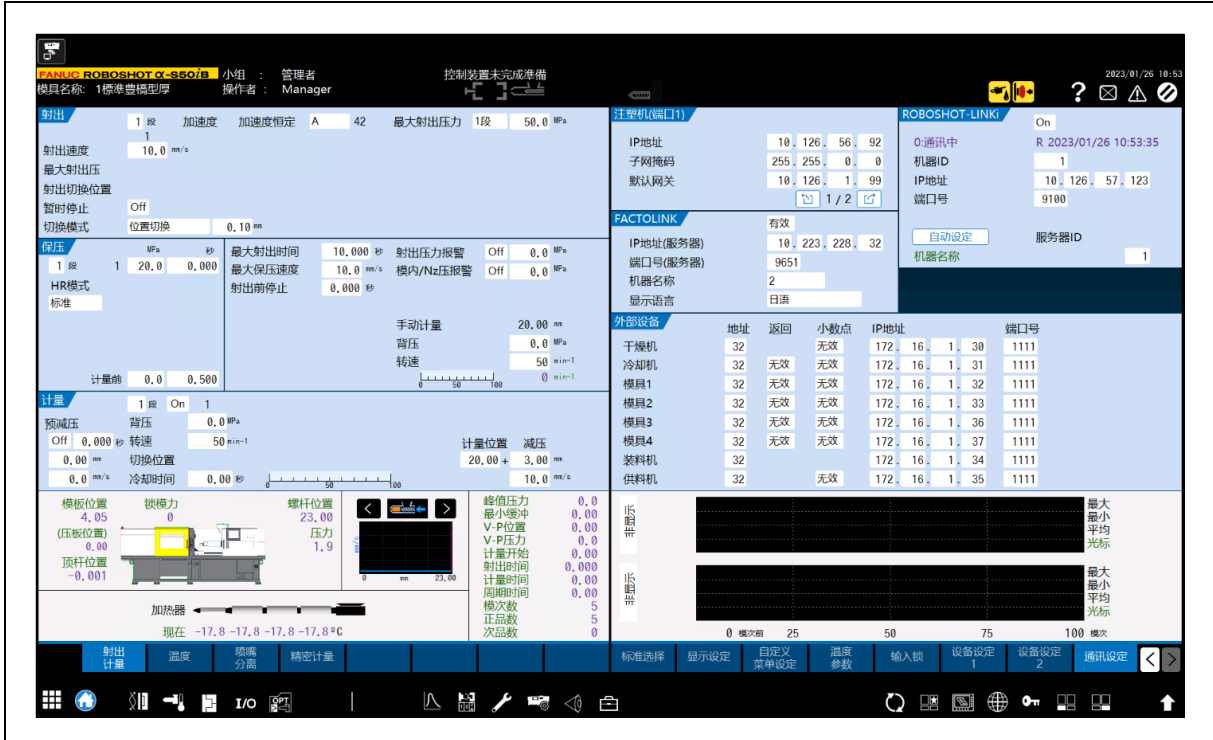 FANUC ROBOSHOT α-S50iB 小组 : 管理者 控制装置未完成準備 2023/01/26 10:53
模具名称: 1標準豊橋型厚 操作者 : Manager
射出
1 段 加速度 加速度恒定 A 42 最大射出压力 1段 50.0 MPa
1
射出速度 10.0 mm/s
最大射出压
射出切换位置
暂时停止 Off
切换模式 位置切换 0.10 mm
保压 MPa 秒
1 段 1 20.0 0.000
HR模式
标准
计量前 0.0 0.500
最大射出时间 10.000 秒 射出压力报警 Off 0.0 MPa
最大保压速度 10.0 mm/s 模内/Nz压报警 Off 0.0 MPa
射出前停止 0.000 秒
手动计量 20.00 mm
背压 0.0 MPa
转速 50 min-1
0 50 100 0 min-1
计量
1 段 On 1
预减压 背压 0.0 MPa
Off 0.000 秒 转速 50 min-1 计量位置 减压
0.00 mm 切换位置 20.00 + 3.00 mm
0.0 mm/s 冷却时间 0.00 秒 0 50 100 10.0 mm/s
模板位置 锁模力 螺杆位置
4.05 0 23.00
(压板位置) 压力
0.00 1.9
顶杆位置
-0.001
mm/s
0 mm 23.00
加热器
现在 -17.8 -17.8 -17.8 -17.8 ºC
峰值压力 0.0
最小缓冲 0.00
V-P位置 0.00
V-P压力 0.0
计量开始 0.00
射出时间 0.000
计量时间 0.00
周期时间 0.00
模次数 5
正品数 5
次品数 0
注塑机(端口1)
IP地址 10. 126. 56. 92
子网掩码 255. 255. 0. 0
默认网关 10. 126. 1. 99
1 / 2
FACTOLINK 有效
IP地址(服务器) 10. 223. 228. 32
端口号(服务器) 9651
机器名称 2
显示语言 日语
ROBOSHOT-LINKi On
0:通讯中 R 2023/01/26 10:53:35
机器ID 1
IP地址 10. 126. 57. 123
端口号 9100
自动设定 服务器ID
机器名称 1
外部设备 地址 返回 小数点 IP地址 端口号
干燥机 32 无效 172. 16. 1. 30 1111
冷却机 32 无效 无效 172. 16. 1. 31 1111
模具1 32 无效 无效 172. 16. 1. 32 1111
模具2 32 无效 无效 172. 16. 1. 33 1111
模具3 32 无效 无效 172. 16. 1. 36 1111
模具4 32 无效 无效 172. 16. 1. 37 1111
装料机 32 172. 16. 1. 34 1111
供料机 32 无效 172. 16. 1. 35 1111
非显示
最大
最小
平均
光标
非显示
最大
最小
平均
光标
0 模次前 25 50 75 100 模次
射出计量 温度 喷嘴分离 精密计量 标准选择 显示设定 自定义菜单设定 温度参数 输入锁 设备设定1 设备设定2 通讯设定
I/O OPT